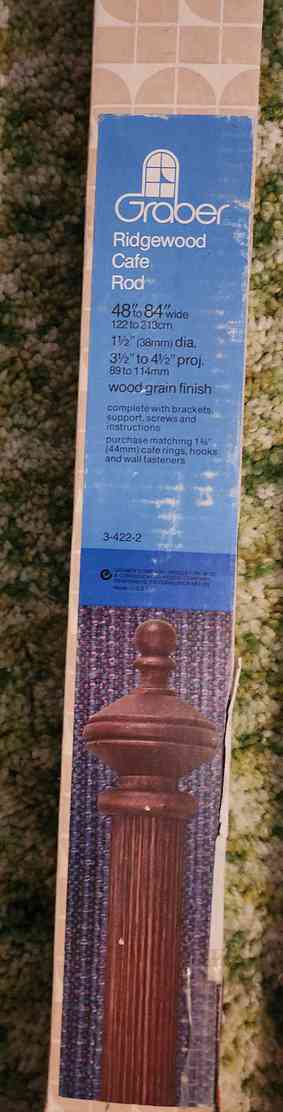 Graber
Ridgewood
Cafe
Rod
48" to 84" wide
122 to 213cm
1½" (38mm) dia.
3½" to 4½" proj.
89 to 114mm
wood grain finish
complete with brackets,
support, screws and
instructions
purchase matching 1¾"
(44mm) cafe rings, hooks
and wall fasteners
3-422-2